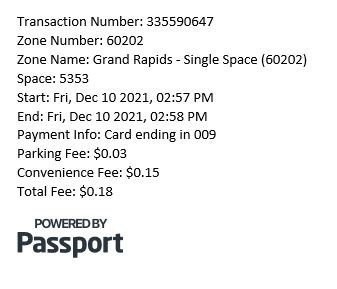 Transaction Number: 335590647
Zone Number: 60202
Zone Name: Grand Rapids - Single Space (60202)
Space: 5353
Start: Fri, Dec 10 2021, 02:57 PM
End: Fri, Dec 10 2021, 02:58 PM
Payment Info: Card ending in 009
Parking Fee: $0.03
Convenience Fee: $0.15
Total Fee: $0.18
POWERED BY
Passport